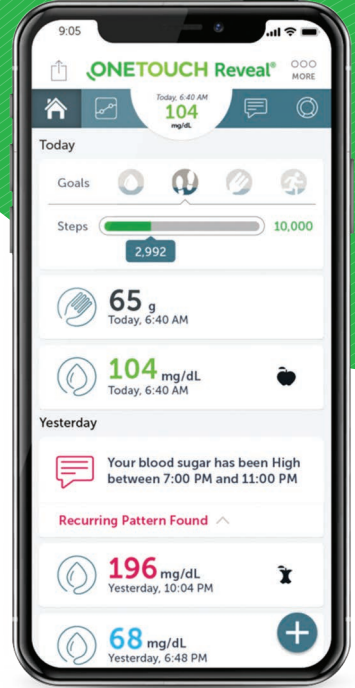 9:05
ONETOUCH Reveal®
MORE
Today, 6:40 AM
104
mg/dL
Today
Goals
Steps
10,000
2,992
65 g
Today, 6:40 AM
104 mg/dL
Today, 6:40 AM
Yesterday
Your blood sugar has been High
between 7:00 PM and 11:00 PM
Recurring Pattern Found
196 mg/dL
Yesterday, 10:04 PM
68 mg/dL
Yesterday, 6:48 PM